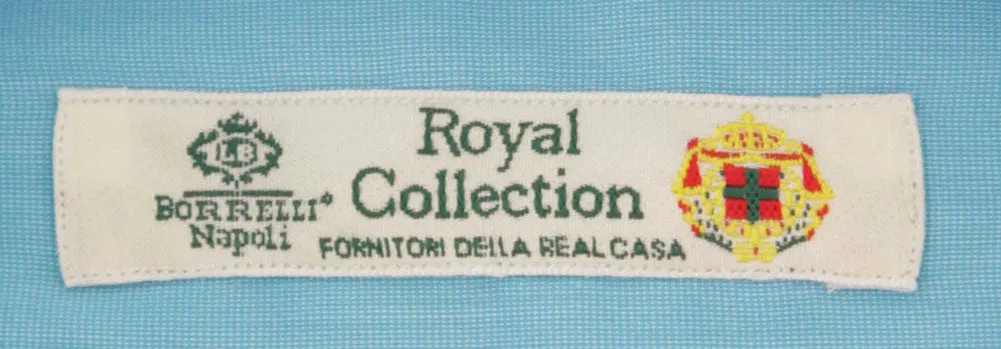 LB
BORRELLI
Napoli
Royal
Collection
FORNITORI DELLA REAL CASA